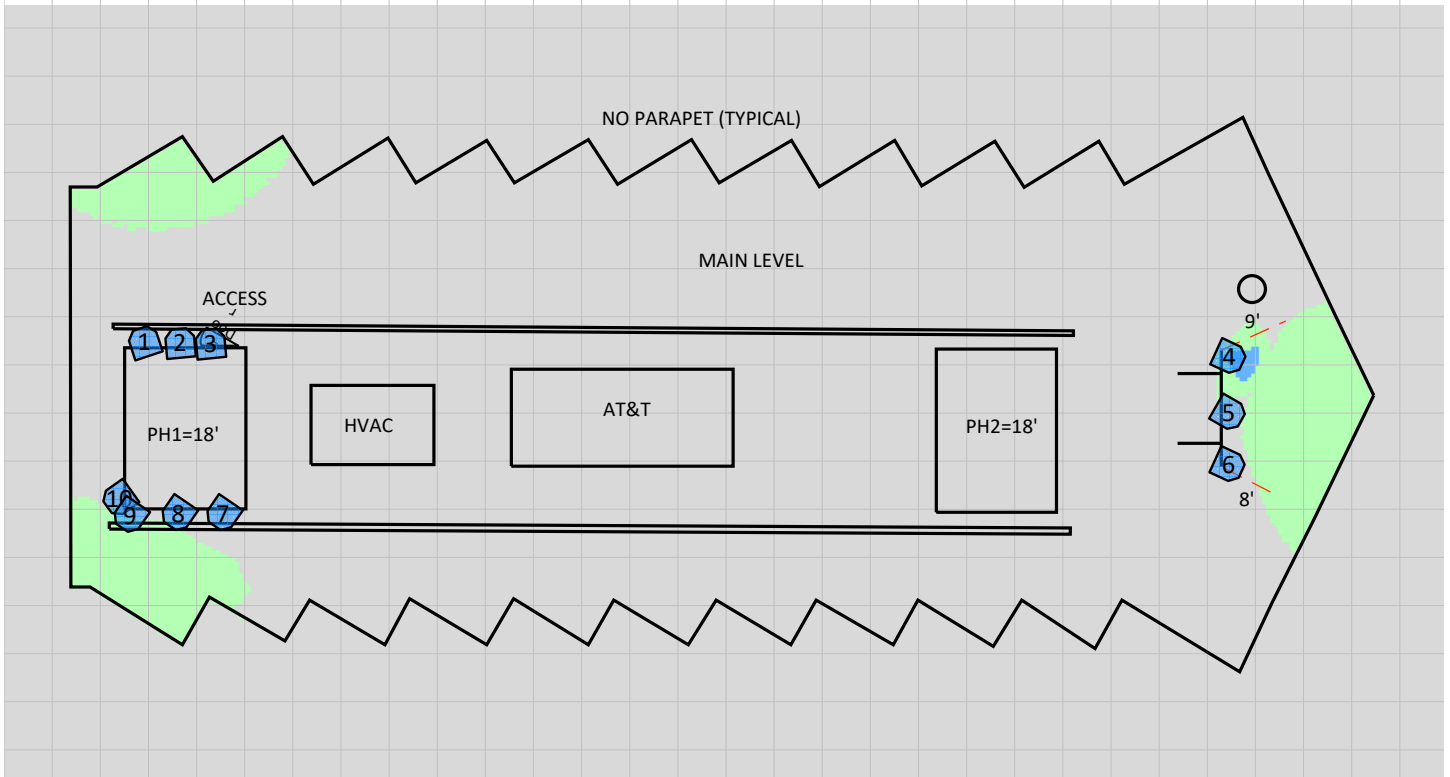 NO PARAPET (TYPICAL)
MAIN LEVEL
ACCESS
9'
1 2 3
4
AT&T
5
HVAC
PH1=18'
PH2=18'
6
10
8'
9 8 7